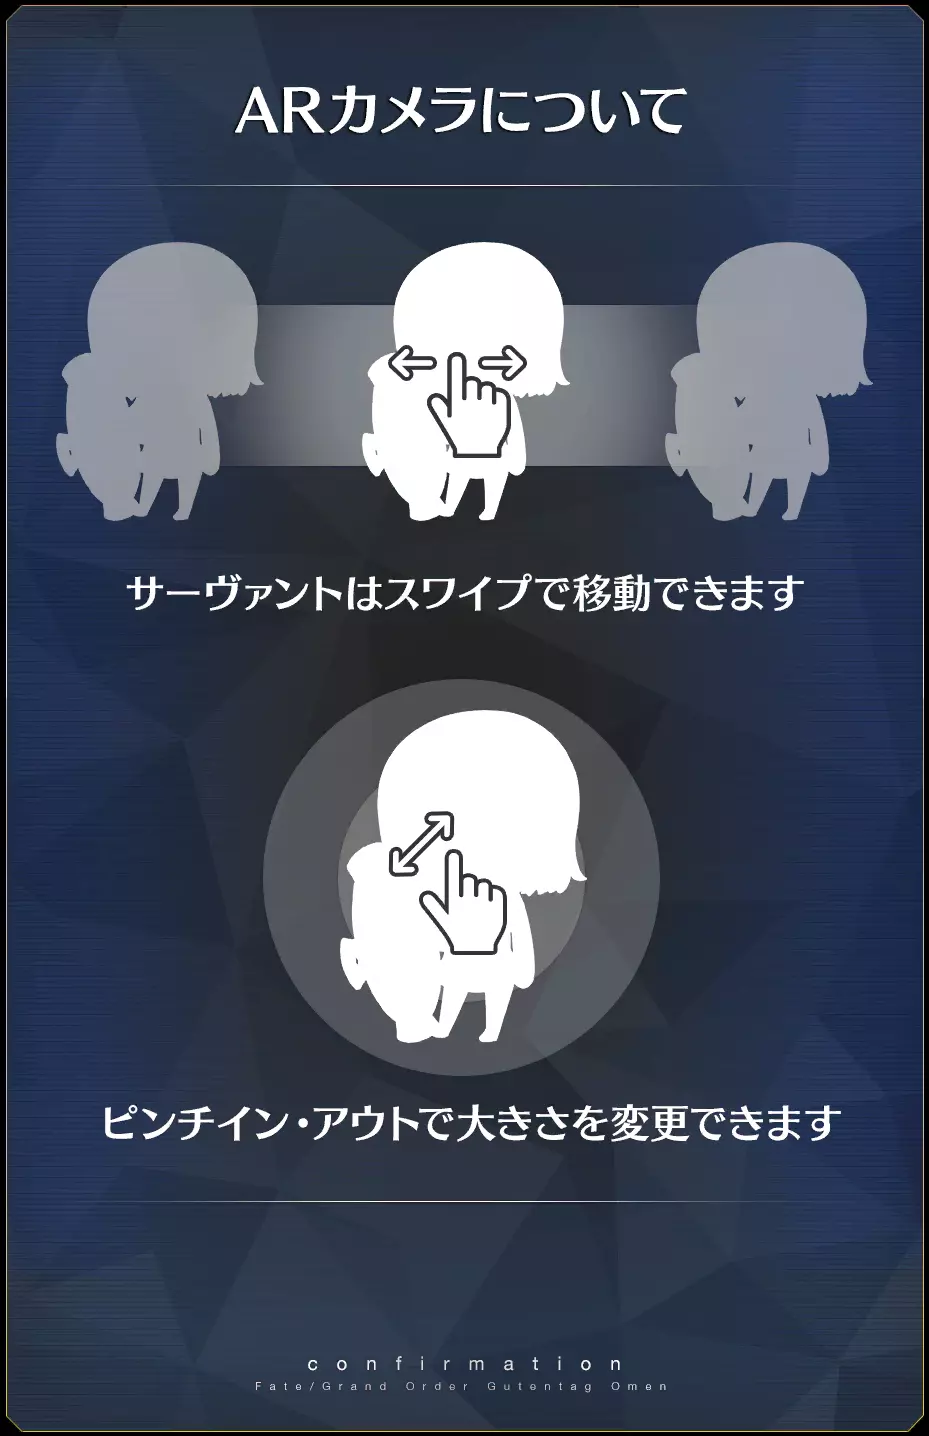 ARカメラについて
サーヴァントはスワイプで移動できます
ピンチイン・アウトで大きさを変更できます
confirmation
Fate/Grand Order Gutentag Omen